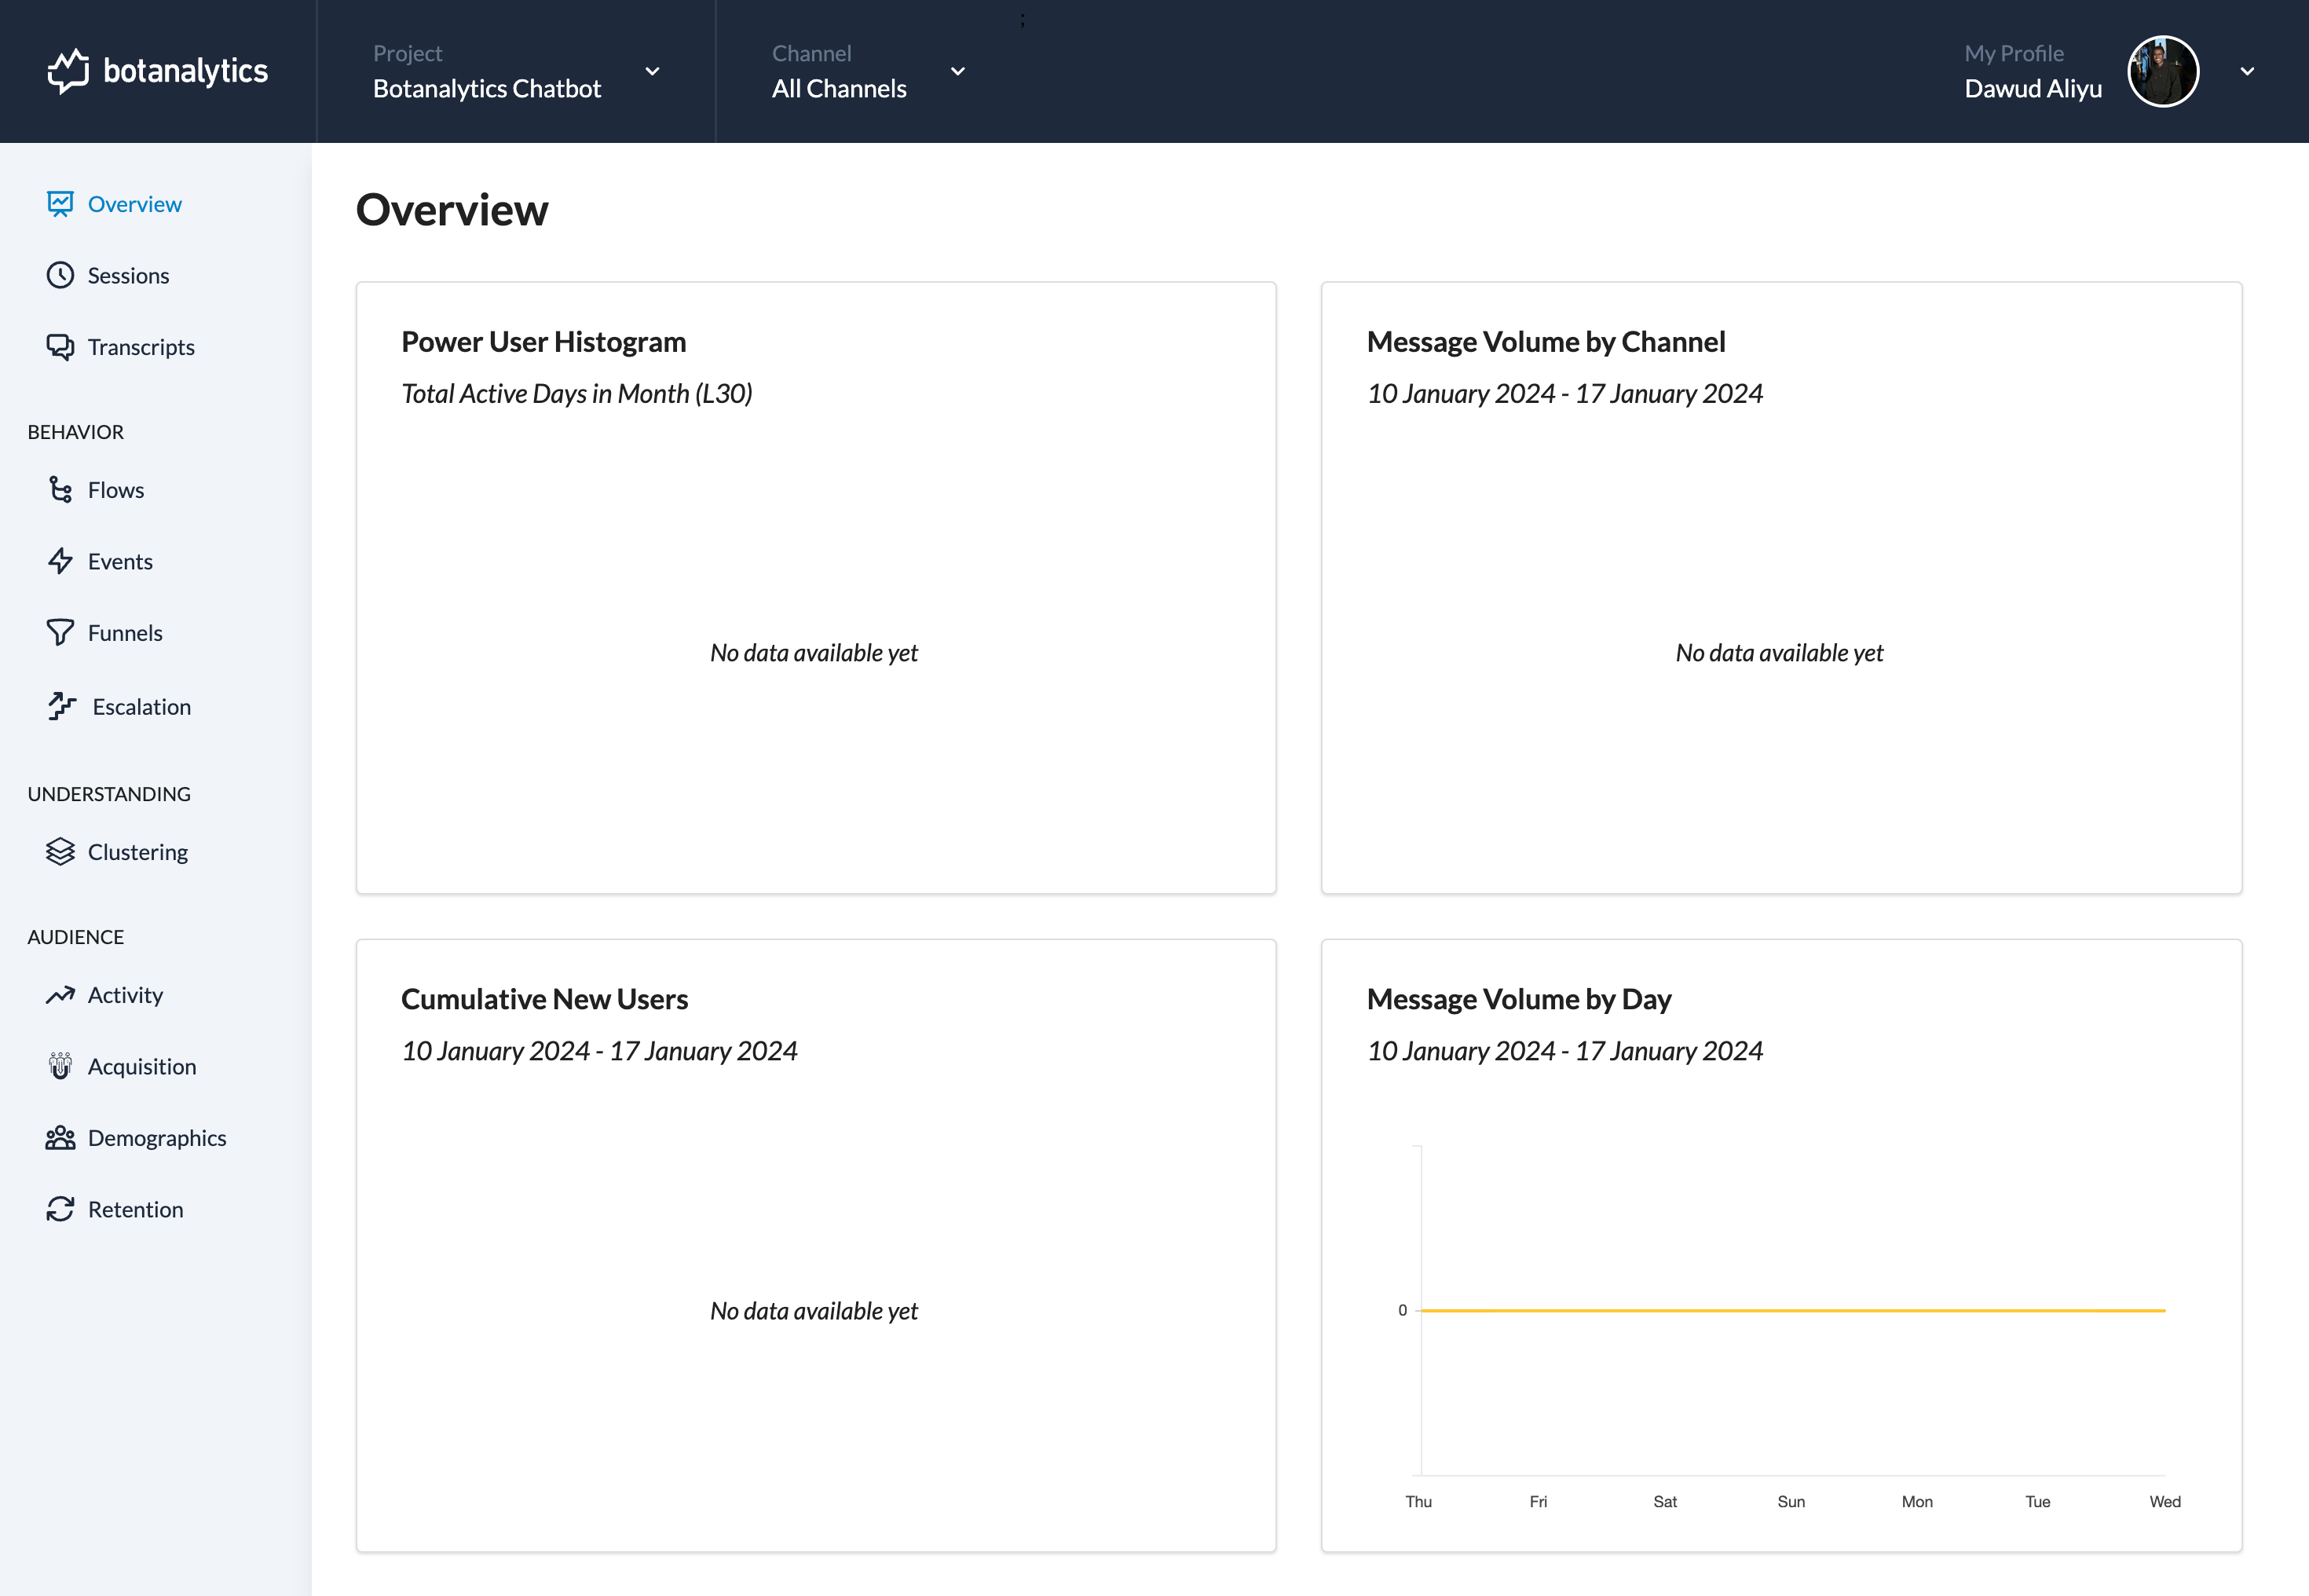 botanalytics
Project
Botanalytics Chatbot
Channel
All Channels
;
My Profile
Dawud Aliyu
Overview
Sessions
Transcripts
BEHAVIOR
Flows
Events
Funnels
Escalation
UNDERSTANDING
Clustering
AUDIENCE
Activity
Acquisition
Demographics
Retention
Overview
Power User Histogram
Total Active Days in Month (L30)
No data available yet
Message Volume by Channel
10 January 2024 - 17 January 2024
No data available yet
Cumulative New Users
10 January 2024 - 17 January 2024
No data available yet
Message Volume by Day
10 January 2024 - 17 January 2024
0
Thu Fri Sat Sun Mon Tue Wed